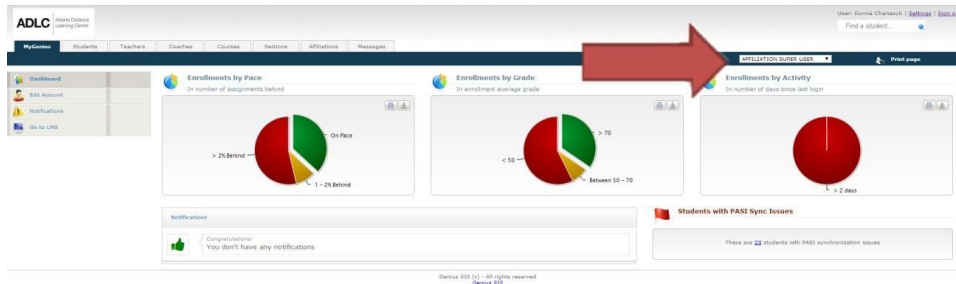 ADLC Alberta Distance
Learning Centre
User: Donna Chanasyk | Settings | Sign o
Find a student...
MyGenius Students Teachers Coaches Courses Sections Affiliations Messages
AFFILIATION SUPER USER Print page
Dashboard
Edit Account
Notifications
Go to LMS
Enrollments by Pace
In number of assignments behind
On Pace
> 2% Behind
1 - 2% Behind
Enrollments by Grade
In enrollment average grade
> 70
< 50
Between 50 - 70
Enrollments by Activity
In number of days since last login
> 2 days
Notifications
Congratulations!
You don't have any notifications
Students with PASI Sync Issues
There are 23 students with PASI synchronization issues
Genius SIS (c) - All rights reserved
Genius SIS